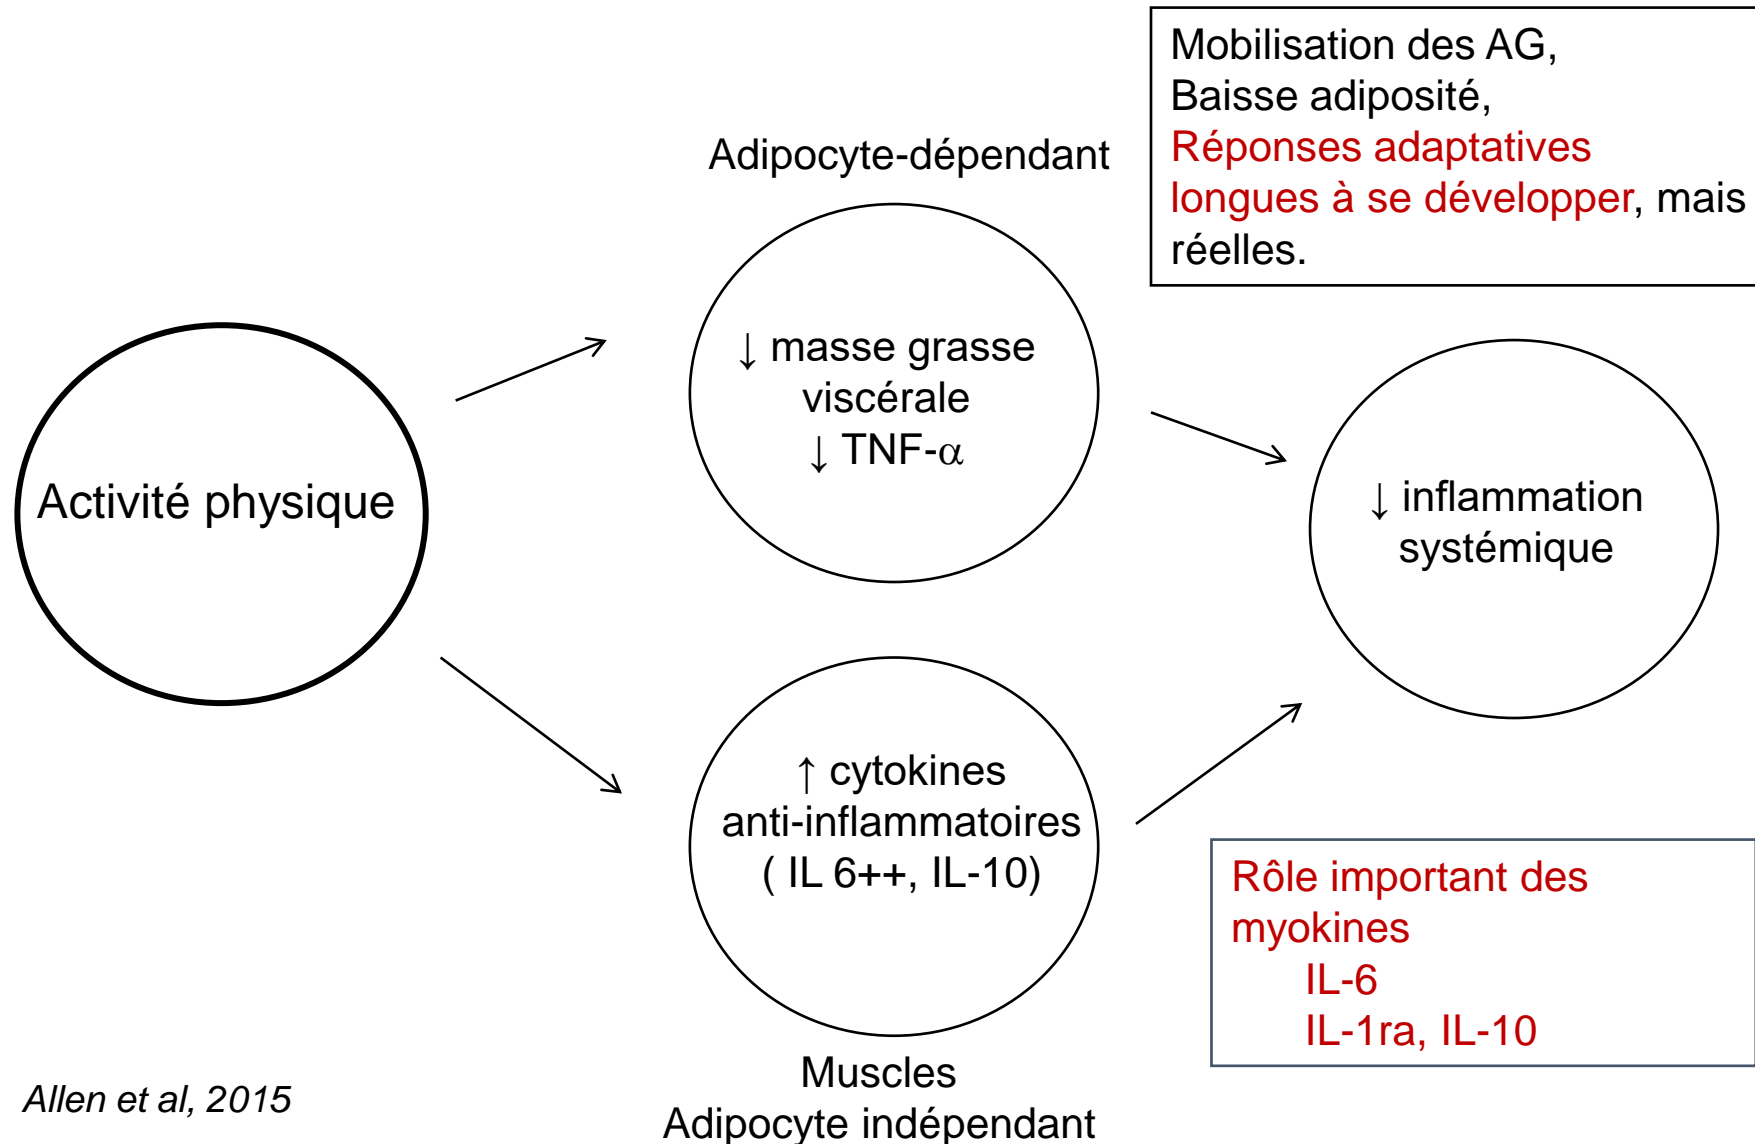 Mobilisation des AG,
Baisse adiposité,
Réponses adaptatives
longues à se développer, mais
réelles.
Adipocyte-dépendant
↓ masse grasse
viscérale
↓ TNF-α
Activité physique
↓ inflammation
systémique
↑ cytokines
anti-inflammatoires
( IL 6++, IL-10)
Rôle important des
myokines
IL-6
IL-1ra, IL-10
Muscles
Adipocyte indépendant
Allen et al, 2015